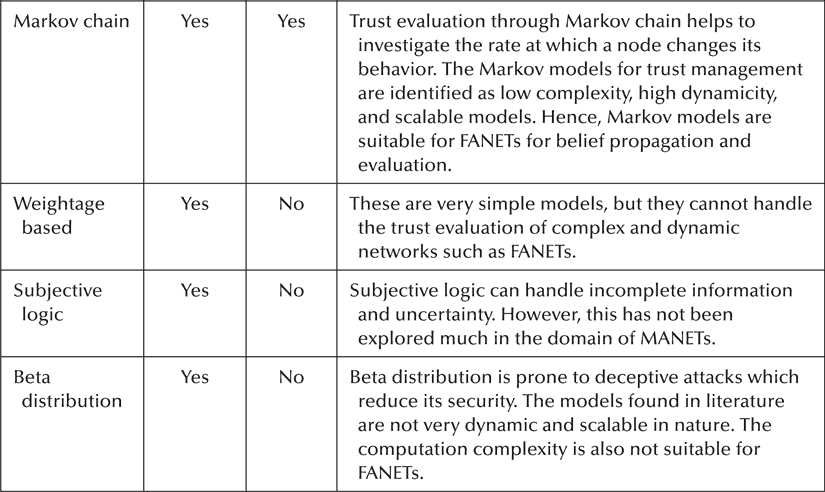 Markov chain Yes Yes Trust evaluation through Markov chain helps to
investigate the rate at which a node changes its
behavior. The Markov models for trust management
are identified as low complexity, high dynamicity,
and scalable models. Hence, Markov models are
suitable for FANETs for belief propagation and
evaluation.
Weightage Yes No These are very simple models, but they cannot handle
based the trust evaluation of complex and dynamic
networks such as FANETs.
Subjective Yes No Subjective logic can handle incomplete information
logic and uncertainty. However, this has not been
explored much in the domain of MANETs.
Beta Yes No Beta distribution is prone to deceptive attacks which
distribution reduce its security. The models found in literature
are not very dynamic and scalable in nature. The
computation complexity is also not suitable for
FANETs.